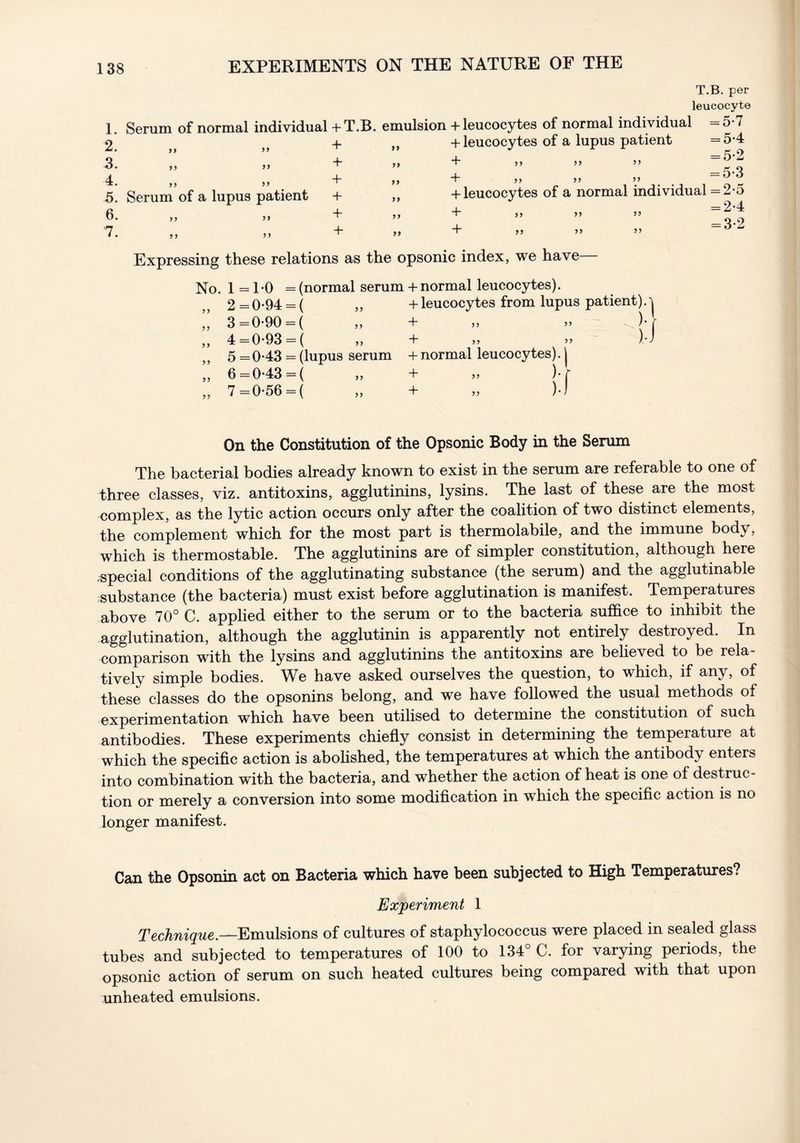 138 EXPERIMENTS ON THE NATURE OF THE
T.B. per
leucocyte
1. Serum of normal individual + T.B. emulsion + leucocytes of normal individual = 5·7
2. ,, ,, + ,, + leucocytes of a lupus patient = 5·4
3. ,, ,, + ,, + ,, ,, ,, = 5·2
4. ,, ,, + ,, + ,, ,, ,, = 5·3
5. Serum of a lupus patient + ,, + leucocytes of a normal individual = 2·5
6. ,, ,, + ,, + ,, ,, ,, = 2·4
7. ,, ,, + ,, + ,, ,, ,, = 3·2
Expressing these relations as the opsonic index, we have—
No. 1 = 1·0 = (normal serum + normal leucocytes).
,, 2 = 0·94 = ( ,, + leucocytes from lupus patient).
,, 3 = 0·90 = ( ,, + ,, ,, ).
,, 4 = 0·93 = ( ,, + ,, ,, ).
,, 5 = 0·43 = (lupus serum + normal leucocytes).
,, 6 = 0·43 = ( ,, + ,, ).
,, 7 = 0·56 = ( ,, + ,, ).
On the Constitution of the Opsonic Body in the Serum
The bacterial bodies already known to exist in the serum are referable to one of
three classes, viz. antitoxins, agglutinins, lysins. The last of these are the most
complex, as the lytic action occurs only after the coalition of two distinct elements,
the complement which for the most part is thermolabile, and the immune body,
which is thermostable. The agglutinins are of simpler constitution, although here
special conditions of the agglutinating substance (the serum) and the agglutinable
substance (the bacteria) must exist before agglutination is manifest. Temperatures
above 70° C. applied either to the serum or to the bacteria suffice to inhibit the
agglutination, although the agglutinin is apparently not entirely destroyed. In
comparison with the lysins and agglutinins the antitoxins are believed to be rela-
tively simple bodies. We have asked ourselves the question, to which, if any, of
these classes do the opsonins belong, and we have followed the usual methods of
experimentation which have been utilised to determine the constitution of such
antibodies. These experiments chiefly consist in determining the temperature at
which the specific action is abolished, the temperatures at which the antibody enters
into combination with the bacteria, and whether the action of heat is one of destruc-
tion or merely a conversion into some modification in which the specific action is no
longer manifest.
Can the Opsonin act on Bacteria which have been subjected to High Temperatures?
Experiment 1
Technique.—Emulsions of cultures of staphylococcus were placed in sealed glass
tubes and subjected to temperatures of 100 to 134° C. for varying periods, the
opsonic action of serum on such heated cultures being compared with that upon
unheated emulsions.